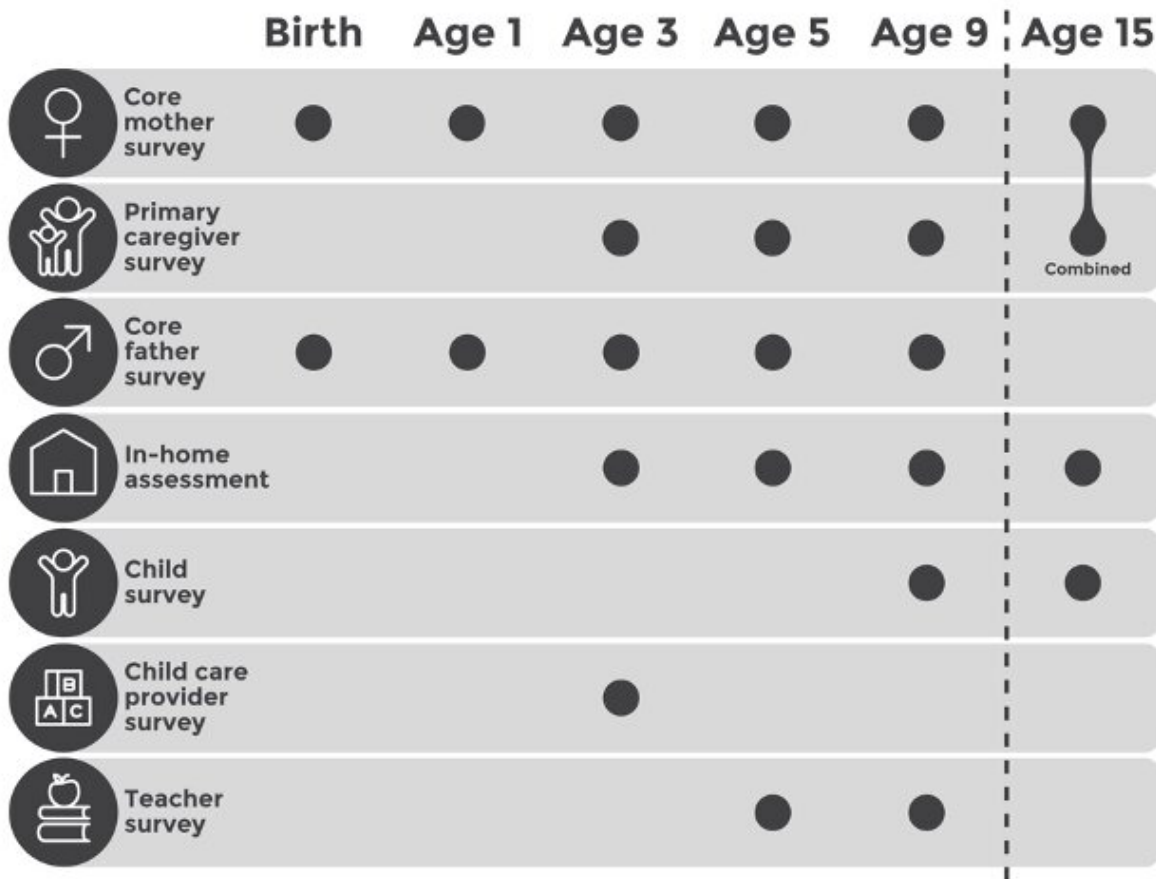 Birth Age 1 Age 3 Age 5 Age 9 Age 15
Core
mother
survey
Primary
caregiver
survey
Combined
Core
father
survey
In-home
assessment
Child
survey
Child care
provider
survey
B
A C
Teacher
survey